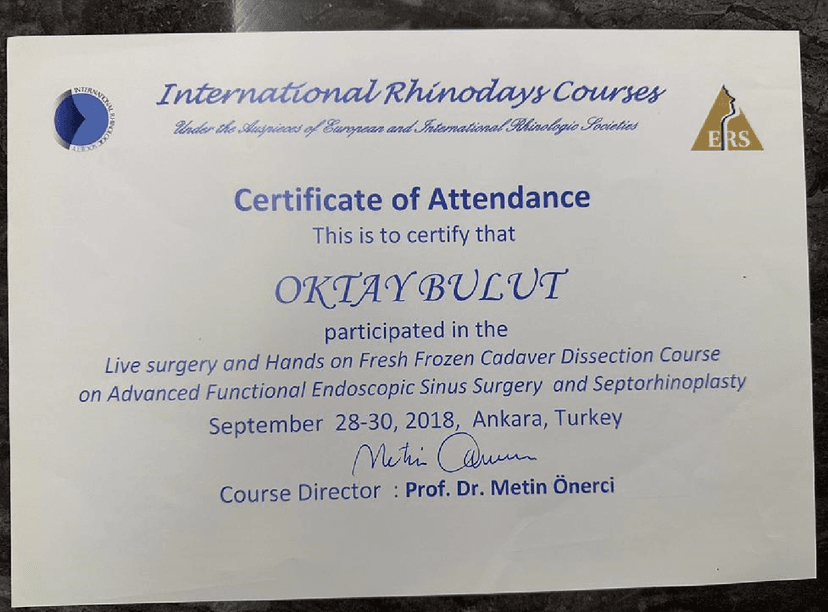 International Rhinodays Courses
Under the Auspieces of European and International Rhinologic Societies
ERS
Certificate of Attendance
This is to certify that
OKTAY BULUT
participated in the
Live surgery and Hands on Fresh Frozen Cadaver Dissection Course
on Advanced Functional Endoscopic Sinus Surgery and Septorhinoplasty
September 28-30, 2018, Ankara, Turkey
Course Director : Prof. Dr. Metin Önerci